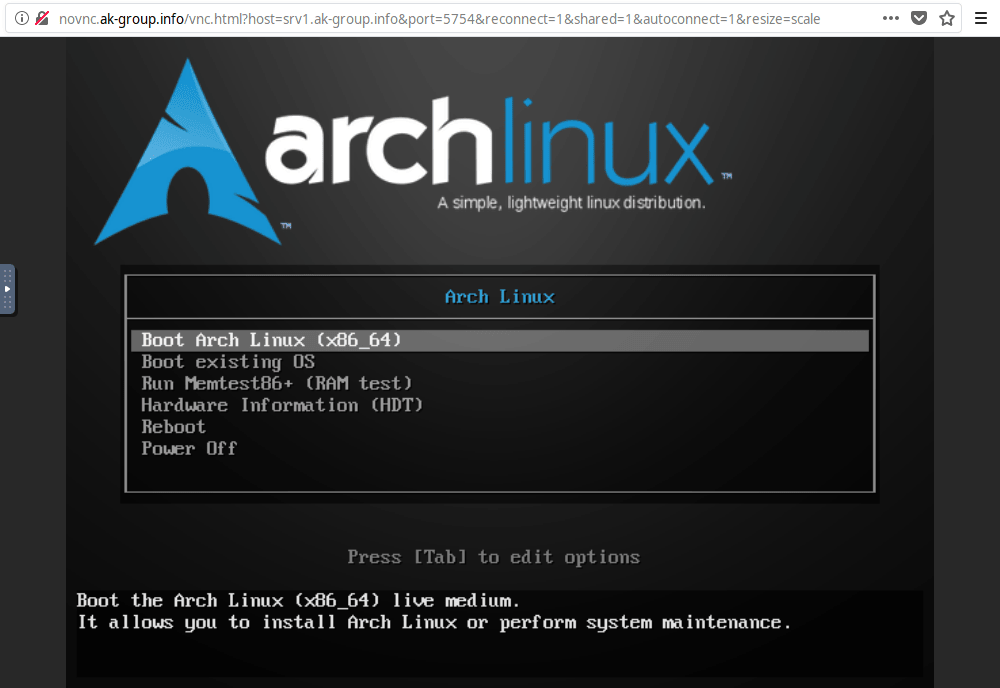 novnc.ak-group.info/vnc.html?host=srv1.ak-group.info&port=5754&reconnect=1&shared=1&autoconnect=1&resize=scale
archlinux™
A simple, lightweight linux distribution.
™
Arch Linux
Boot Arch Linux (x86_64)
Boot existing OS
Run Memtest86+ (RAM test)
Hardware Information (HDT)
Reboot
Power Off
Press [Tab] to edit options
Boot the Arch Linux (x86_64) live medium.
It allows you to install Arch Linux or perform system maintenance.